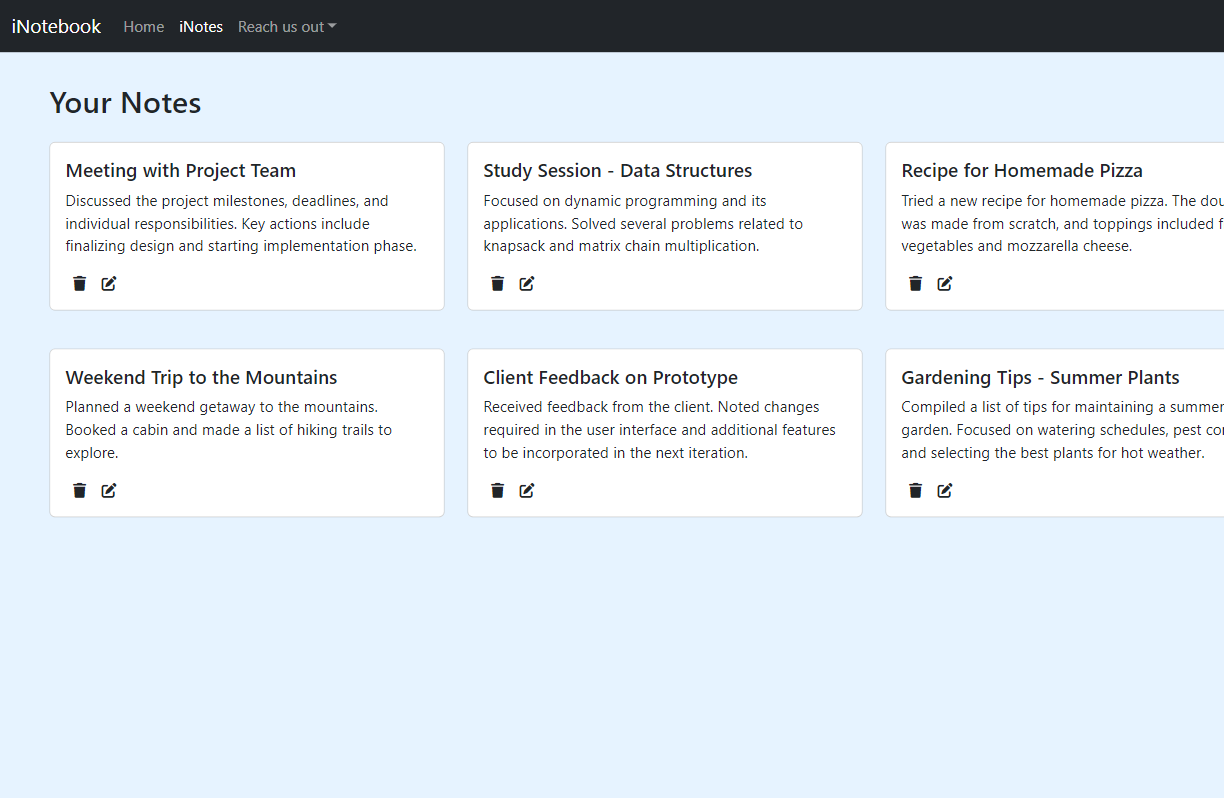 iNotebook Home iNotes Reach us out
Your Notes
Meeting with Project Team
Discussed the project milestones, deadlines, and
individual responsibilities. Key actions include
finalizing design and starting implementation phase.
Study Session - Data Structures
Focused on dynamic programming and its
applications. Solved several problems related to
knapsack and matrix chain multiplication.
Recipe for Homemade Pizza
Tried a new recipe for homemade pizza. The
was made from scratch, and toppings included
vegetables and mozzarella cheese.
Weekend Trip to the Mountains
Planned a weekend getaway to the mountains.
Booked a cabin and made a list of hiking trails to
explore.
Client Feedback on Prototype
Received feedback from the client. Noted changes
required in the user interface and additional features
to be incorporated in the next iteration.
Gardening Tips - Summer Plants
Compiled a list of tips for maintaining a summer
garden. Focused on watering schedules, pest
and selecting the best plants for hot weather.